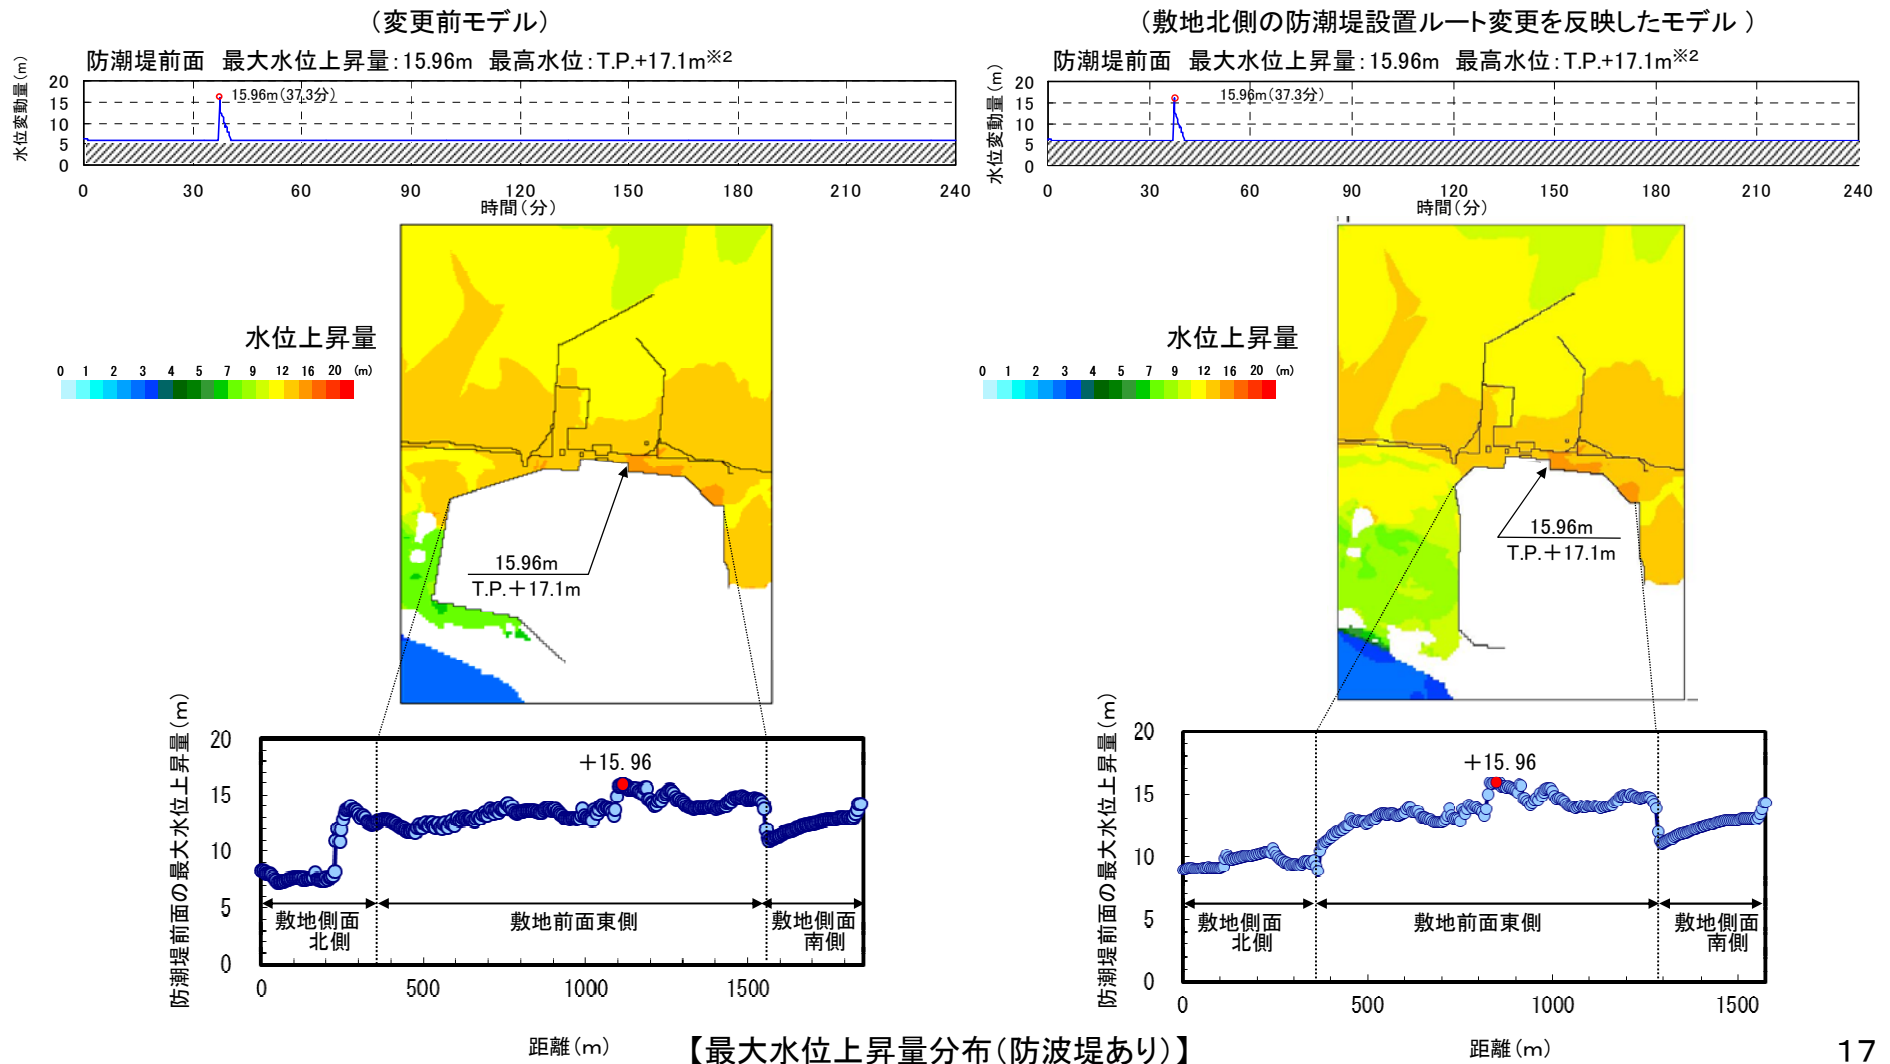 (変更前モデル)
防潮堤前面　最大水位上昇量:15.96m　最高水位:T.P.+17.1m※2
水位変動量(m)
20
15
10
5
0
15.96m(37.3分)
0 30 60 90 120 150 180 210 240
時間(分)
水位上昇量
0 1 2 3 4 5 7 9 12 16 20 (m)
15.96m
T.P.+17.1m
防潮堤前面の最大水位上昇量(m)
20
15
10
5
0
+15.96
敷地側面
北側
敷地前面東側
敷地側面
南側
0 500 1000 1500
距離(m)
(敷地北側の防潮堤設置ルート変更を反映したモデル )
防潮堤前面　最大水位上昇量:15.96m　最高水位:T.P.+17.1m※2
水位変動量(m)
20
15
10
5
0
15.96m(37.3分)
0 30 60 90 120 150 180 210 240
時間(分)
水位上昇量
0 1 2 3 4 5 7 9 12 16 20 (m)
15.96m
T.P.+17.1m
防潮堤前面の最大水位上昇量(m)
20
15
10
5
0
+15.96
敷地側面
北側
敷地前面東側
敷地側面
南側
0 500 1000 1500
距離(m)
【最大水位上昇量分布(防波堤あり)】
17